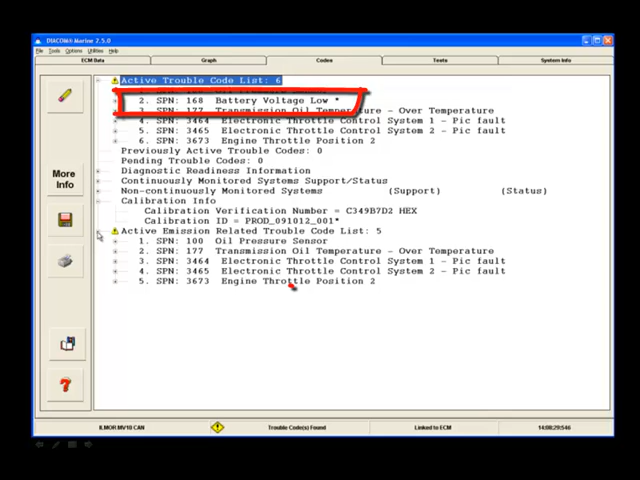 DIACOM® Marine 2.5.0
File Tools Options Utilities Help
ECM Data Graph Codes Tests System Info
Active Trouble Code List: 6
2. SPN: 168 Battery Voltage Low *
3. SPN: 177 Transmission Oil Temperature - Over Temperature
4. SPN: 3464 Electronic Throttle Control System 1 - Pic fault
5. SPN: 3465 Electronic Throttle Control System 2 - Pic fault
6. SPN: 3673 Engine Throttle Position 2
Previously Active Trouble Codes: 0
Pending Trouble Codes: 0
Diagnostic Readiness Information
Continuously Monitored Systems Support/Status
Non-continuously Monitored Systems (Support) (Status)
Calibration Info
Calibration Verification Number = C349B7D2 HEX
Calibration ID = PROD_091012_001*
Active Emission Related Trouble Code List: 5
1. SPN: 100 Oil Pressure Sensor
2. SPN: 177 Transmission Oil Temperature - Over Temperature
3. SPN: 3464 Electronic Throttle Control System 1 - Pic fault
4. SPN: 3465 Electronic Throttle Control System 2 - Pic fault
5. SPN: 3673 Engine Throttle Position 2
More
Info
ILMOR MV10 CAN Trouble Code(s) Found Linked to ECM 14:08:29:546